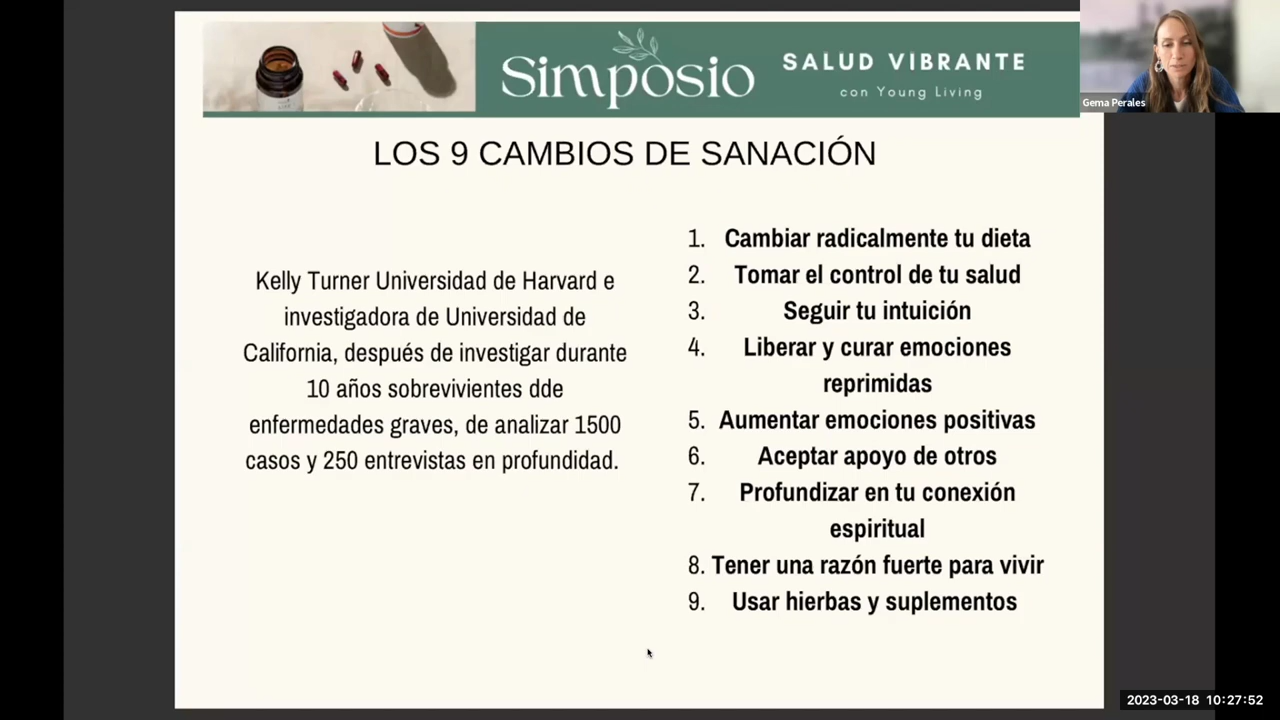 Simposio
SALUD VIBRANTE
con Young Living
Gema Perales
LOS 9 CAMBIOS DE SANACIÓN
Kelly Turner Universidad de Harvard e
investigadora de Universidad de
California, después de investigar durante
10 años sobrevivientes dde
enfermedades graves, de analizar 1500
casos y 250 entrevistas en profundidad.
1. Cambiar radicalmente tu dieta
2. Tomar el control de tu salud
3. Seguir tu intuición
4. Liberar y curar emociones
reprimidas
5. Aumentar emociones positivas
6. Aceptar apoyo de otros
7. Profundizar en tu conexión
espiritual
8. Tener una razón fuerte para vivir
9. Usar hierbas y suplementos
2023-03-18 10:27:52